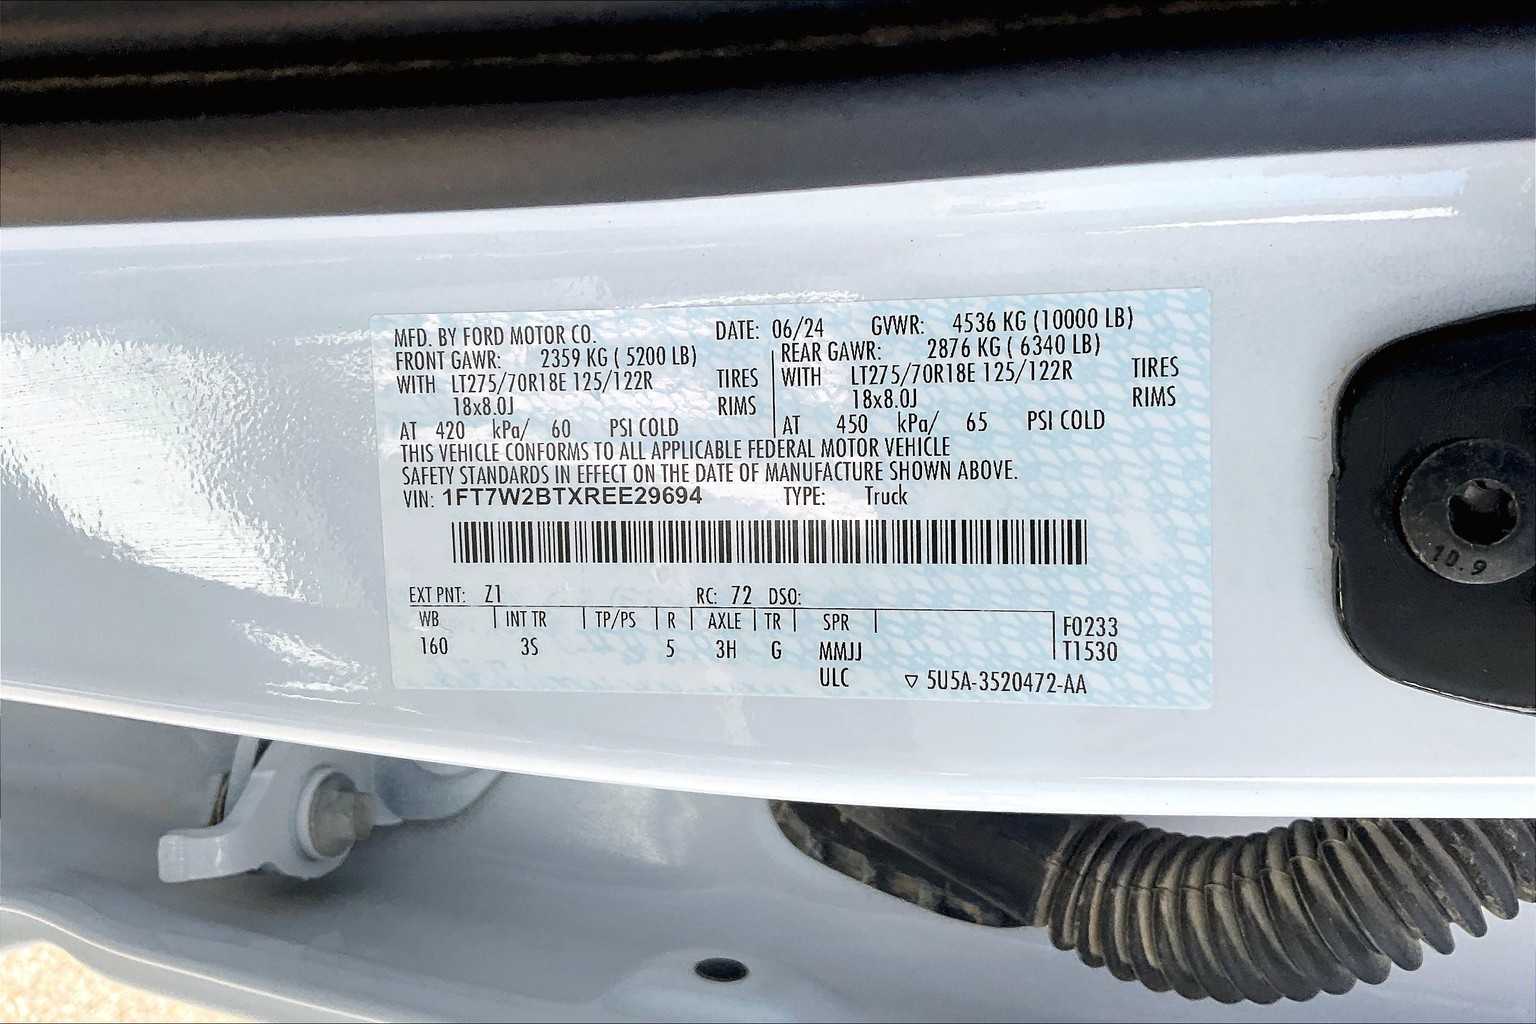 MFD. BY FORD MOTOR CO. DATE: 06/24 GVWR: 4536 KG (10000 LB)
FRONT GAWR: 2359 KG ( 5200 LB) REAR GAWR: 2876 KG ( 6340 LB)
WITH LT275/70R18E 125/122R TIRES WITH LT275/70R18E 125/122R TIRES
18x8.0J RIMS 18x8.0J RIMS
AT 420 kPa/ 60 PSI COLD AT 450 kPa/ 65 PSI COLD
THIS VEHICLE CONFORMS TO ALL APPLICABLE FEDERAL MOTOR VEHICLE
SAFETY STANDARDS IN EFFECT ON THE DATE OF MANUFACTURE SHOWN ABOVE.
VIN: 1FT7W2BTXREE29694 TYPE: Truck
EXT PNT: Z1 RC: 72 DSO:
WB INT TR TP/PS R AXLE TR SPR F0233
160 3S 5 3H G MMJJ T1530
ULC ▽ 5U5A-3520472-AA
10.9